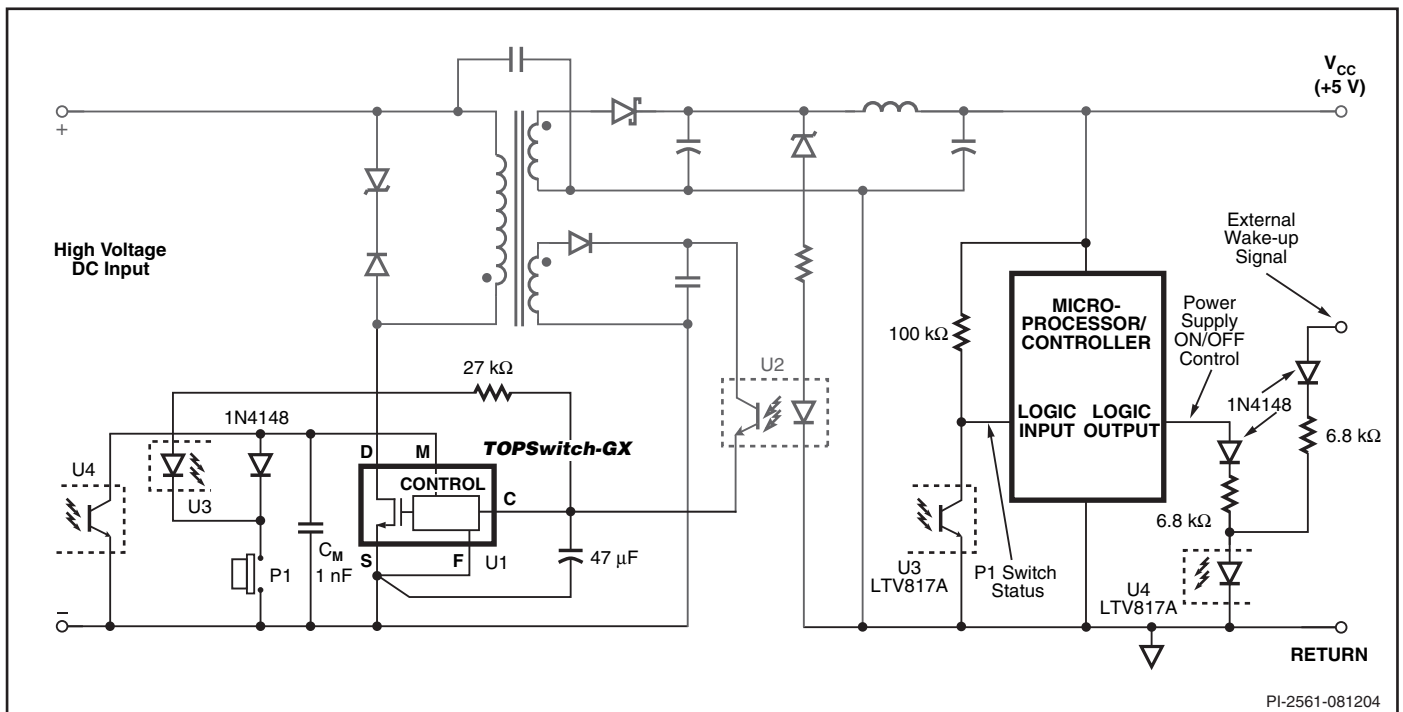 V_CC
(+5 V)
+
High Voltage
DC Input
External
Wake-up
Signal
MICRO-
PROCESSOR/
CONTROLLER
Power
Supply
ON/OFF
Control
100 kΩ
U2
27 kΩ
1N4148
TOPSwitch-GX
LOGIC LOGIC
INPUT OUTPUT
1N4148
6.8 kΩ
D M
CONTROL
C
U4
U3
S F U1
47 µF
C_M
1 nF
P1
6.8 kΩ
U3
LTV817A
P1 Switch
Status
U4
LTV817A
−
RETURN
PI-2561-081204